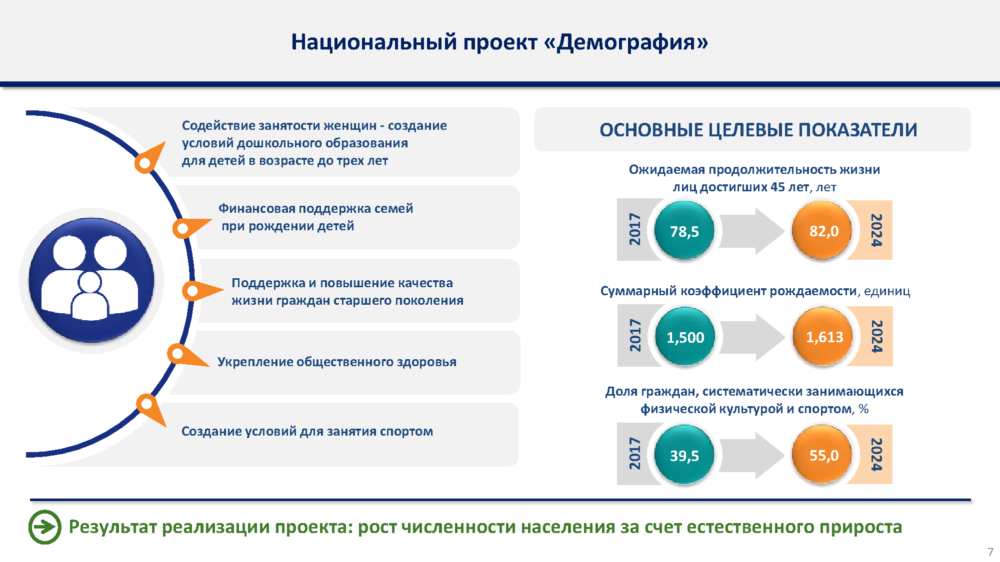 Национальный проект «Демография»
Содействие занятости женщин - создание
условий дошкольного образования
для детей в возрасте до трех лет
Финансовая поддержка семей
при рождении детей
Поддержка и повышение качества
жизни граждан старшего поколения
Укрепление общественного здоровья
Создание условий для занятия спортом
ОСНОВНЫЕ ЦЕЛЕВЫЕ ПОКАЗАТЕЛИ
Ожидаемая продолжительность жизни
лиц достигших 45 лет, лет
2017 78,5 82,0 2024
Суммарный коэффициент рождаемости, единиц
2017 1,500 1,613 2024
Доля граждан, систематически занимающихся
физической культурой и спортом, %
2017 39,5 55,0 2024
Результат реализации проекта: рост численности населения за счет естественного прироста
7